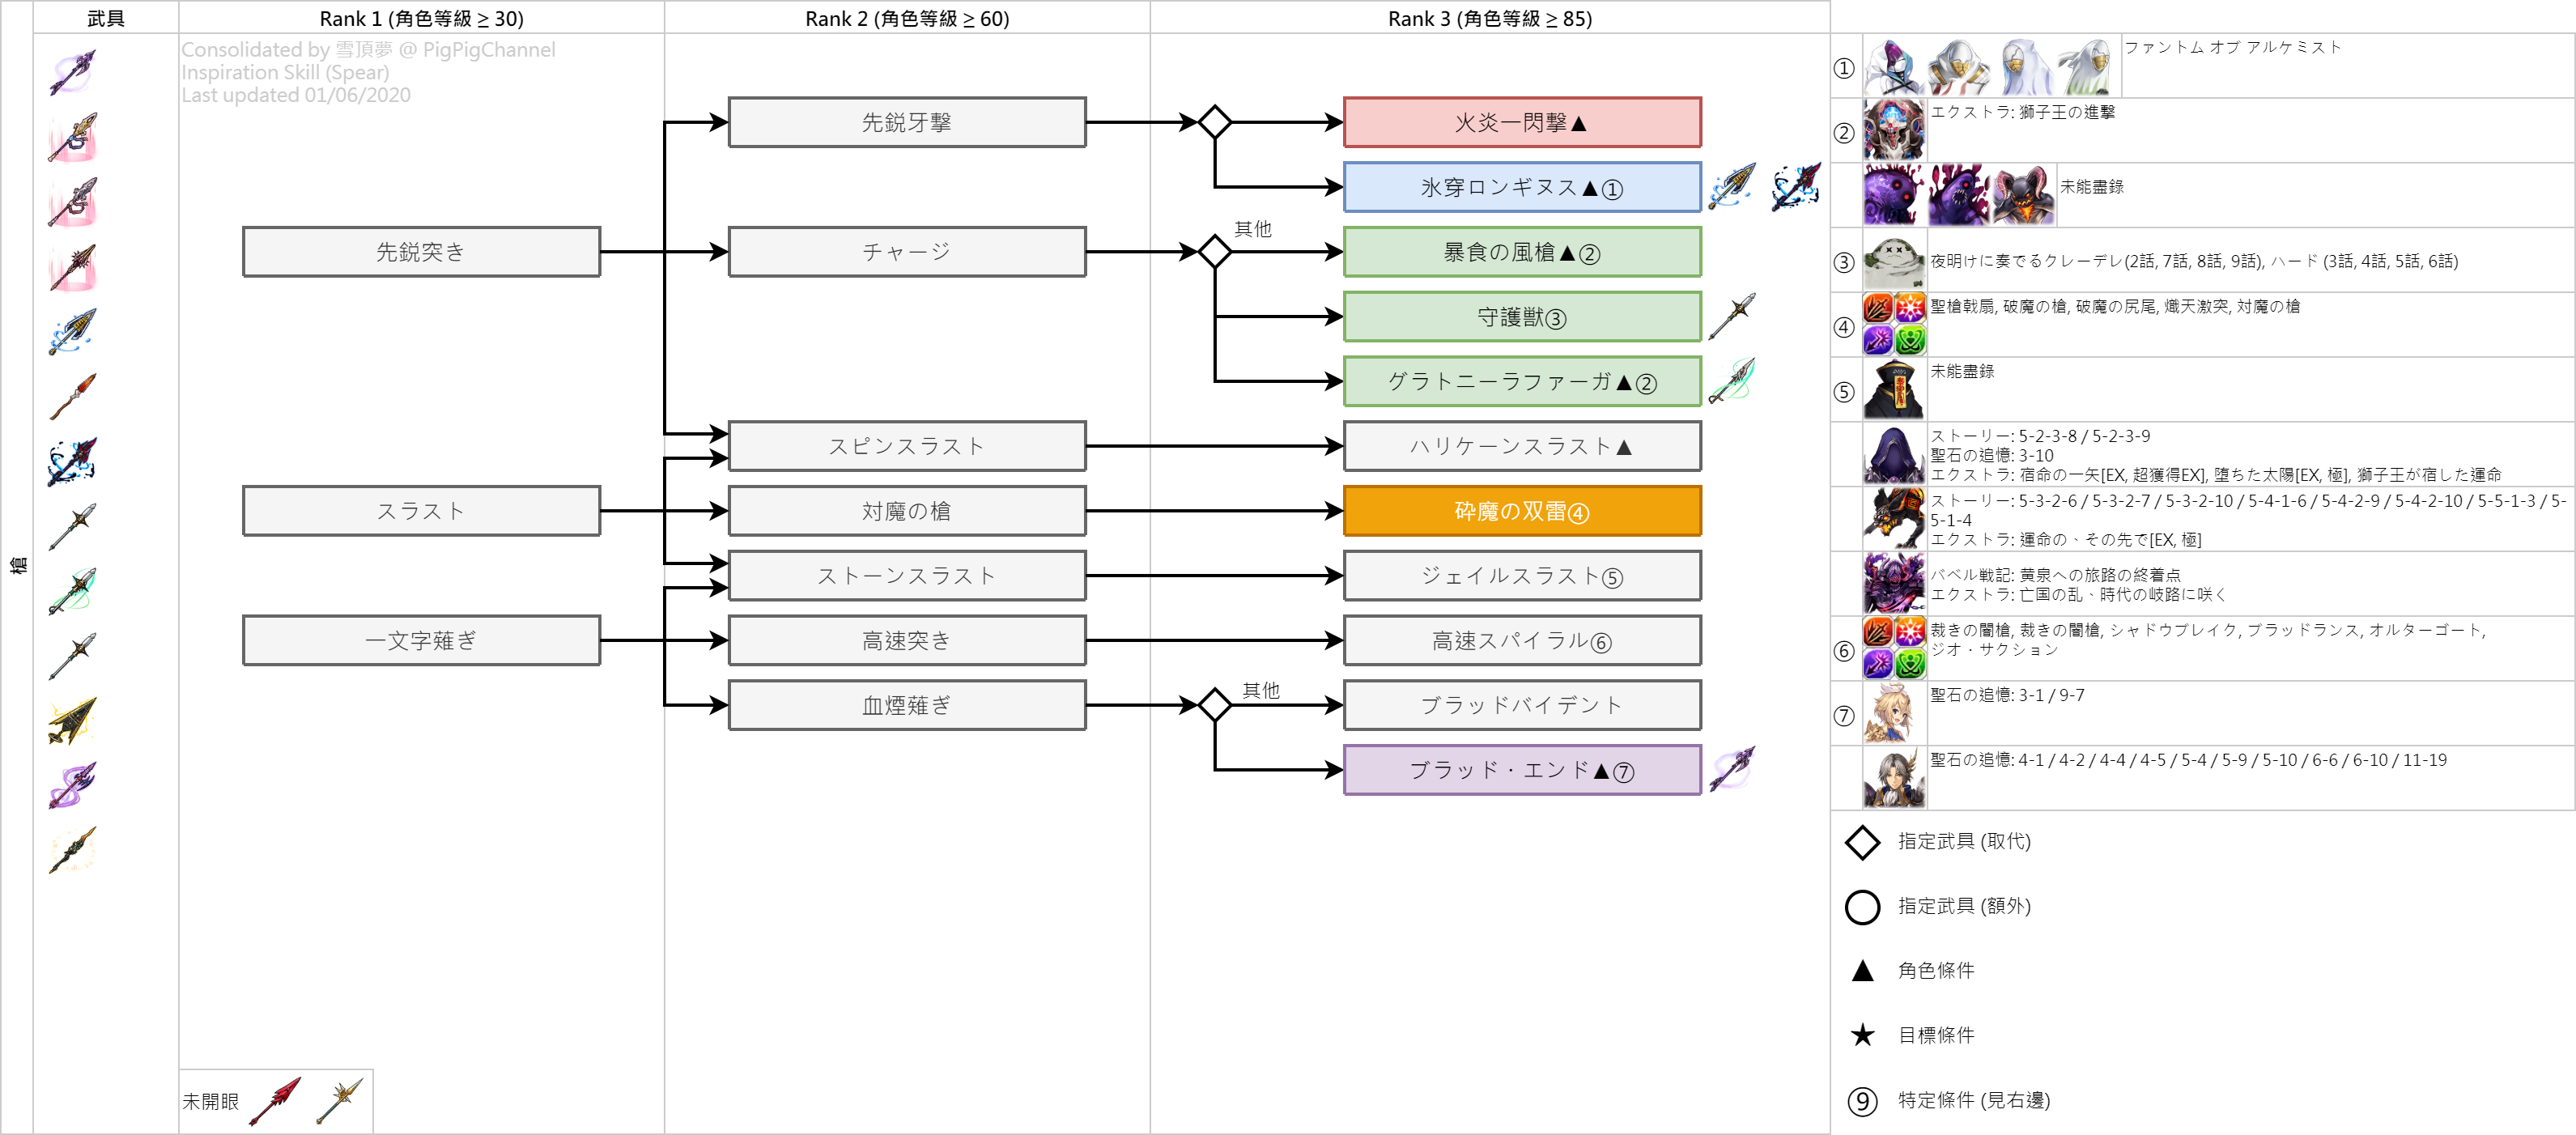 武具
Rank 1 (角色等級 ≥ 30)
Rank 2 (角色等級 ≥ 60)
Rank 3 (角色等級 ≥ 85)
槍
Consolidated by 雪頂夢 @ PigPigChannel
Inspiration Skill (Spear)
Last updated 01/06/2020
先鋭突き
スラスト
一文字薙ぎ
先鋭牙撃
チャージ
スピンスラスト
対魔の槍
ストーンスラスト
高速突き
血煙薙ぎ
火炎一閃撃▲
氷穿ロンギヌス▲①
其他
暴食の風槍▲②
守護獣③
グラトニーラファーガ▲②
ハリケーンスラスト▲
砕魔の双雷④
ジェイルスラスト⑤
高速スパイラル⑥
其他
ブラッドバイデント
ブラッド・エンド▲⑦
未開眼
①
ファントム オブ アルケミスト
②
エクストラ: 獅子王の進撃
未能盡錄
③
夜明けに奏でるクレーデレ(2話, 7話, 8話, 9話), ハード (3話, 4話, 5話, 6話)
④
聖槍戟扇, 破魔の槍, 破魔の尻尾, 熾天激突, 対魔の槍
⑤
未能盡錄
ストーリー: 5-2-3-8 / 5-2-3-9
聖石の追憶: 3-10
エクストラ: 宿命の一矢[EX, 超獲得EX], 堕ちた太陽[EX, 極], 獅子王が宿した運命
ストーリー: 5-3-2-6 / 5-3-2-7 / 5-3-2-10 / 5-4-1-6 / 5-4-2-9 / 5-4-2-10 / 5-5-1-3 / 5-
5-1-4
エクストラ: 運命の、その先で[EX, 極]
バベル戦記: 黄泉への旅路の終着点
エクストラ: 亡国の乱、時代の岐路に咲く
⑥
裁きの闇槍, 裁きの闇槍, シャドウブレイク, ブラッドランス, オルターゴート,
ジオ・サクション
⑦
聖石の追憶: 3-1 / 9-7
聖石の追憶: 4-1 / 4-2 / 4-4 / 4-5 / 5-4 / 5-9 / 5-10 / 6-6 / 6-10 / 11-19
指定武具 (取代)
指定武具 (額外)
▲ 角色條件
★ 目標條件
⑨ 特定條件 (見右邊)